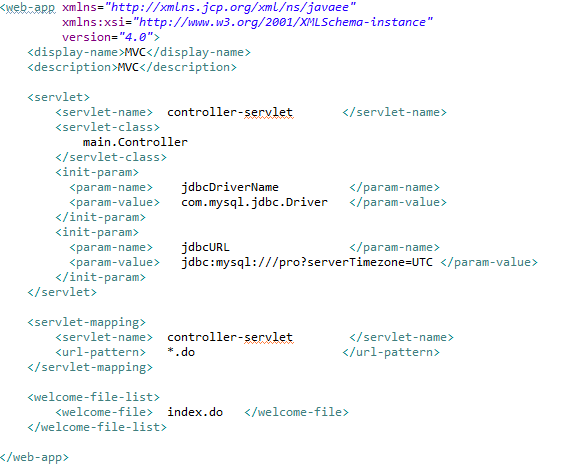 <web-app xmlns="http://xmlns.jcp.org/xml/ns/javaee"
         xmlns:xsi="http://www.w3.org/2001/XMLSchema-instance"
         version="4.0">
    <display-name>MVC</display-name>
    <description>MVC</description>

    <servlet>
        <servlet-name>  controller-servlet       </servlet-name>
        <servlet-class>
            main.Controller
        </servlet-class>
        <init-param>
          <param-name>    jdbcDriverName          </param-name>
          <param-value>   com.mysql.jdbc.Driver   </param-value>
        </init-param>
        <init-param>
          <param-name>    jdbcURL                 </param-name>
          <param-value>   jdbc:mysql:///pro?serverTimezone=UTC </param-value>
        </init-param>
    </servlet>

    <servlet-mapping>
        <servlet-name>  controller-servlet        </servlet-name>
        <url-pattern>   *.do                     </url-pattern>
    </servlet-mapping>

    <welcome-file-list>
        <welcome-file>  index.do   </welcome-file>
    </welcome-file-list>

</web-app>